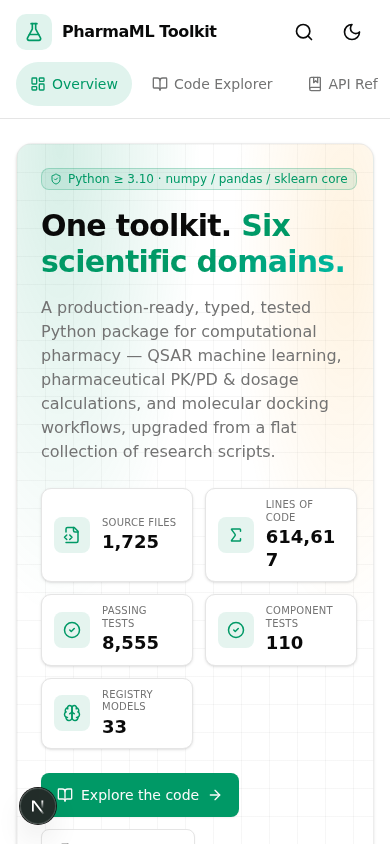 PharmaML Toolkit
Overview
Code Explorer
API Ref
Python ≥ 3.10 · numpy / pandas / sklearn core
One toolkit. Six
scientific domains.
A production-ready, typed, tested
Python package for computational
pharmacy — QSAR machine learning,
pharmaceutical PK/PD & dosage
calculations, and molecular docking
workflows, upgraded from a flat
collection of research scripts.
SOURCE FILES
1,725
LINES OF
CODE
614,61
7
PASSING
TESTS
8,555
COMPONENT
TESTS
110
REGISTRY
MODELS
33
Explore the code
N